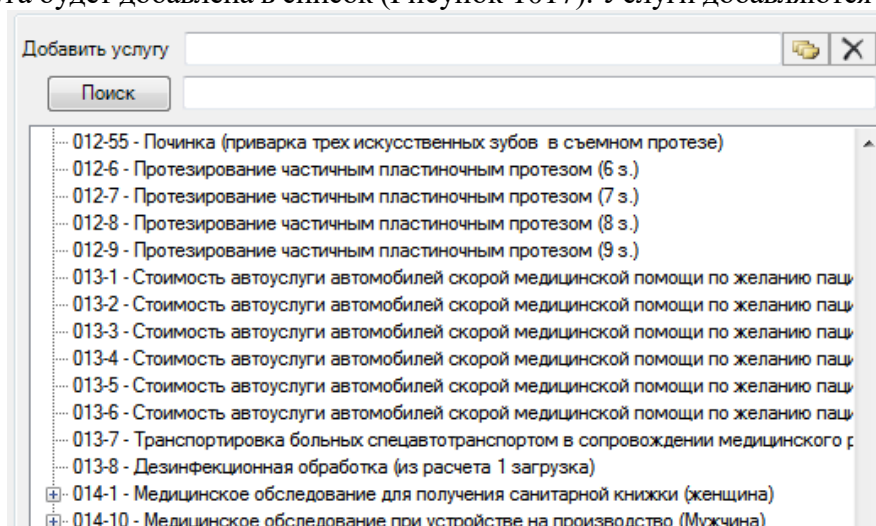 та будет добавлена в список (Рисунок 1617). Услуги добавляются
Добавить услугу
Поиск
012-55 - Починка (приварка трех искусственных зубов в съемном протезе)
012-6 - Протезирование частичным пластиночным протезом (6 з.)
012-7 - Протезирование частичным пластиночным протезом (7 з.)
012-8 - Протезирование частичным пластиночным протезом (8 з.)
012-9 - Протезирование частичным пластиночным протезом (9 з.)
013-1 - Стоимость автоуслуги автомобилей скорой медицинской помощи по желанию паци
013-2 - Стоимость автоуслуги автомобилей скорой медицинской помощи по желанию паци
013-3 - Стоимость автоуслуги автомобилей скорой медицинской помощи по желанию паци
013-4 - Стоимость автоуслуги автомобилей скорой медицинской помощи по желанию паци
013-5 - Стоимость автоуслуги автомобилей скорой медицинской помощи по желанию паци
013-6 - Стоимость автоуслуги автомобилей скорой медицинской помощи по желанию паци
013-7 - Транспортировка больных спецавтотранспортом в сопровождении медицинского р
013-8 - Дезинфекционная обработка (из расчета 1 загрузка)
014-1 - Медицинское обследование для получения санитарной книжки (женщина)
014-10 - Медицинское обследование при устройстве на производство (Мужчина)